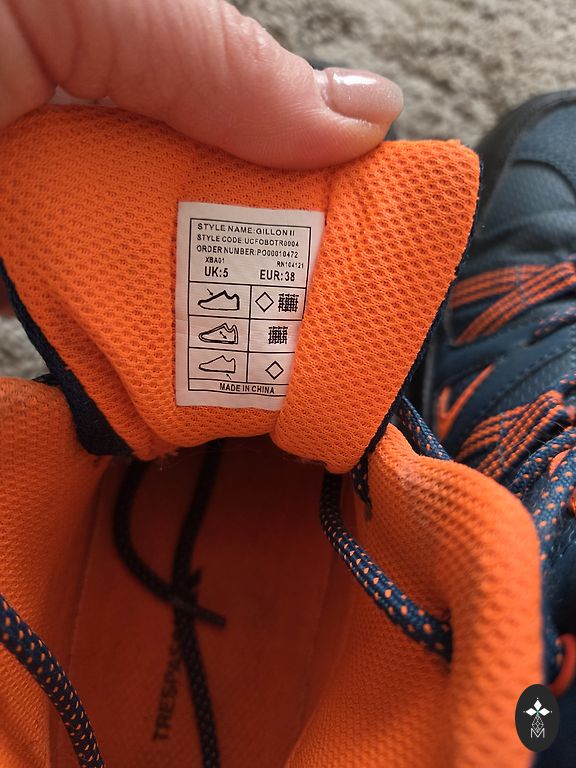 STYLE NAME: GILLON II
STYLE CODE: UCFOBOTR0004
ORDER NUMBER: PO00010472
XBA01 RN104121
UK:5 EUR:38
MADE IN CHINA
TRESPASS
M